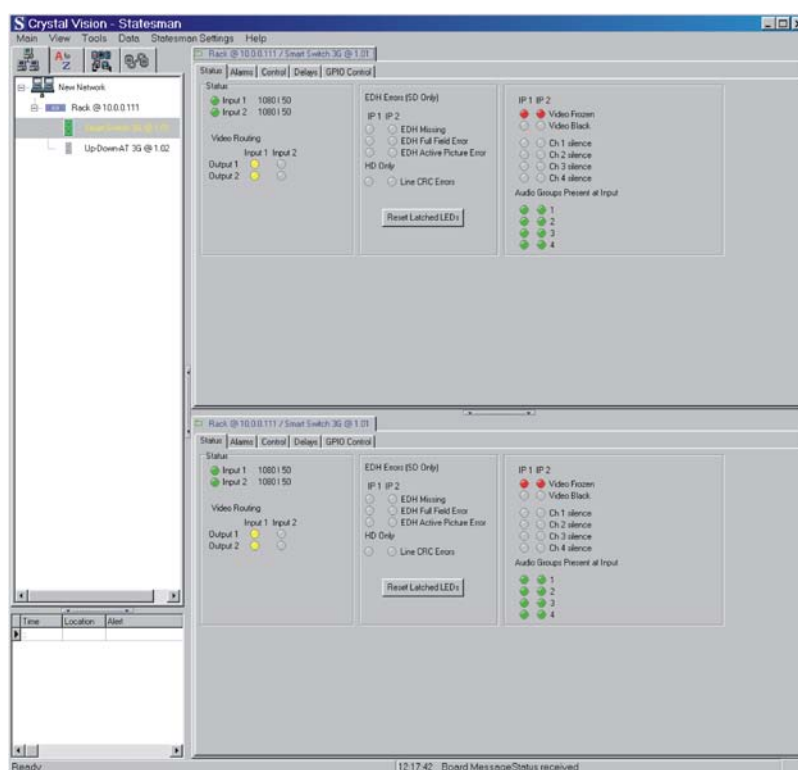 S Crystal Vision - Statesman
Main View Tools Data Statesman Settings Help
A Z
Rack @ 10.0.0.111 / Smart Switch 3G @ 1.01
Status Alarms Control Delays GPIO Control
New Network
Rack @ 10.0.0.111
Smart Switch 3G @ 1.01
Up-Down-AT 3G @ 1.02
Status
Input 1 1080 I 50
Input 2 1080 I 50
Video Routing
Input 1 Input 2
Output 1
Output 2
EDH Errors (SD Only)
IP 1 IP 2
EDH Missing
EDH Full Field Error
EDH Active Picture Error
HD Only
Line CRC Errors
Reset Latched LEDs
IP 1 IP 2
Video Frozen
Video Black
Ch 1 silence
Ch 2 silence
Ch 3 silence
Ch 4 silence
Audio Groups Present at Input
1
2
3
4
Rack @ 10.0.0.111 / Smart Switch 3G @ 1.01
Status Alarms Control Delays GPIO Control
Status
Input 1 1080 I 50
Input 2 1080 I 50
Video Routing
Input 1 Input 2
Output 1
Output 2
EDH Errors (SD Only)
IP 1 IP 2
EDH Missing
EDH Full Field Error
EDH Active Picture Error
HD Only
Line CRC Errors
Reset Latched LEDs
IP 1 IP 2
Video Frozen
Video Black
Ch 1 silence
Ch 2 silence
Ch 3 silence
Ch 4 silence
Audio Groups Present at Input
1
2
3
4
Time Location Alert
Ready
12:17:42 Board MessageStatus received